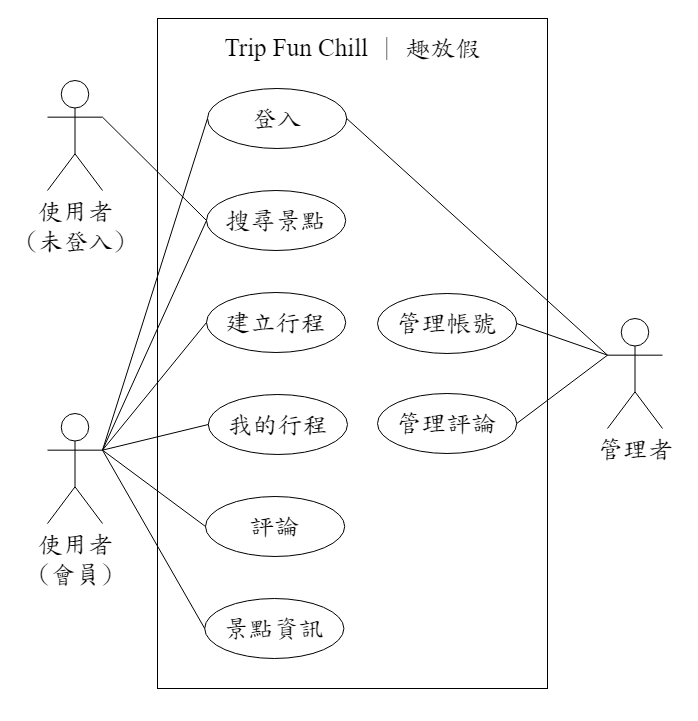 Trip Fun Chill | 趣放假
登入
使用者
（未登入）
搜尋景點
建立行程
管理帳號
我的行程
管理評論
管理者
使用者
（會員）
評論
景點資訊